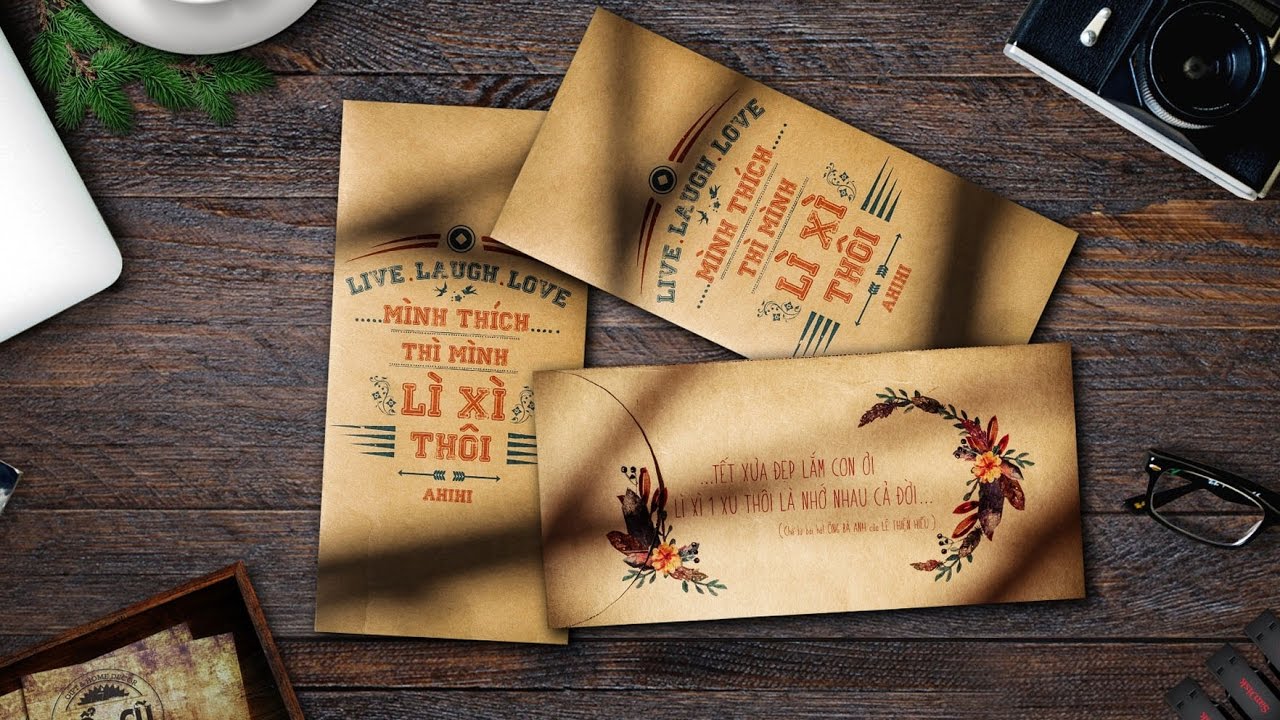 LIVE.LAUGH.LOVE
.....MÌNH THÍCH.....
THÌ MÌNH
LÌ XÌ
THÔI
AHIHI
LIVE.LAUGH.LOVE
.....MÌNH THÍCH.....
THÌ MÌNH
LÌ XÌ
THÔI
AHIHI
...TẾT XƯA ĐẸP LẮM CON ƠI
LÌ XÌ 1 XU THÔI LÀ NHỚ NHAU CẢ ĐỜI...
(Chế từ bài hát ÔNG BÀ ANH của LÊ THIỆN HIẾU)
CŨ
SanDisk